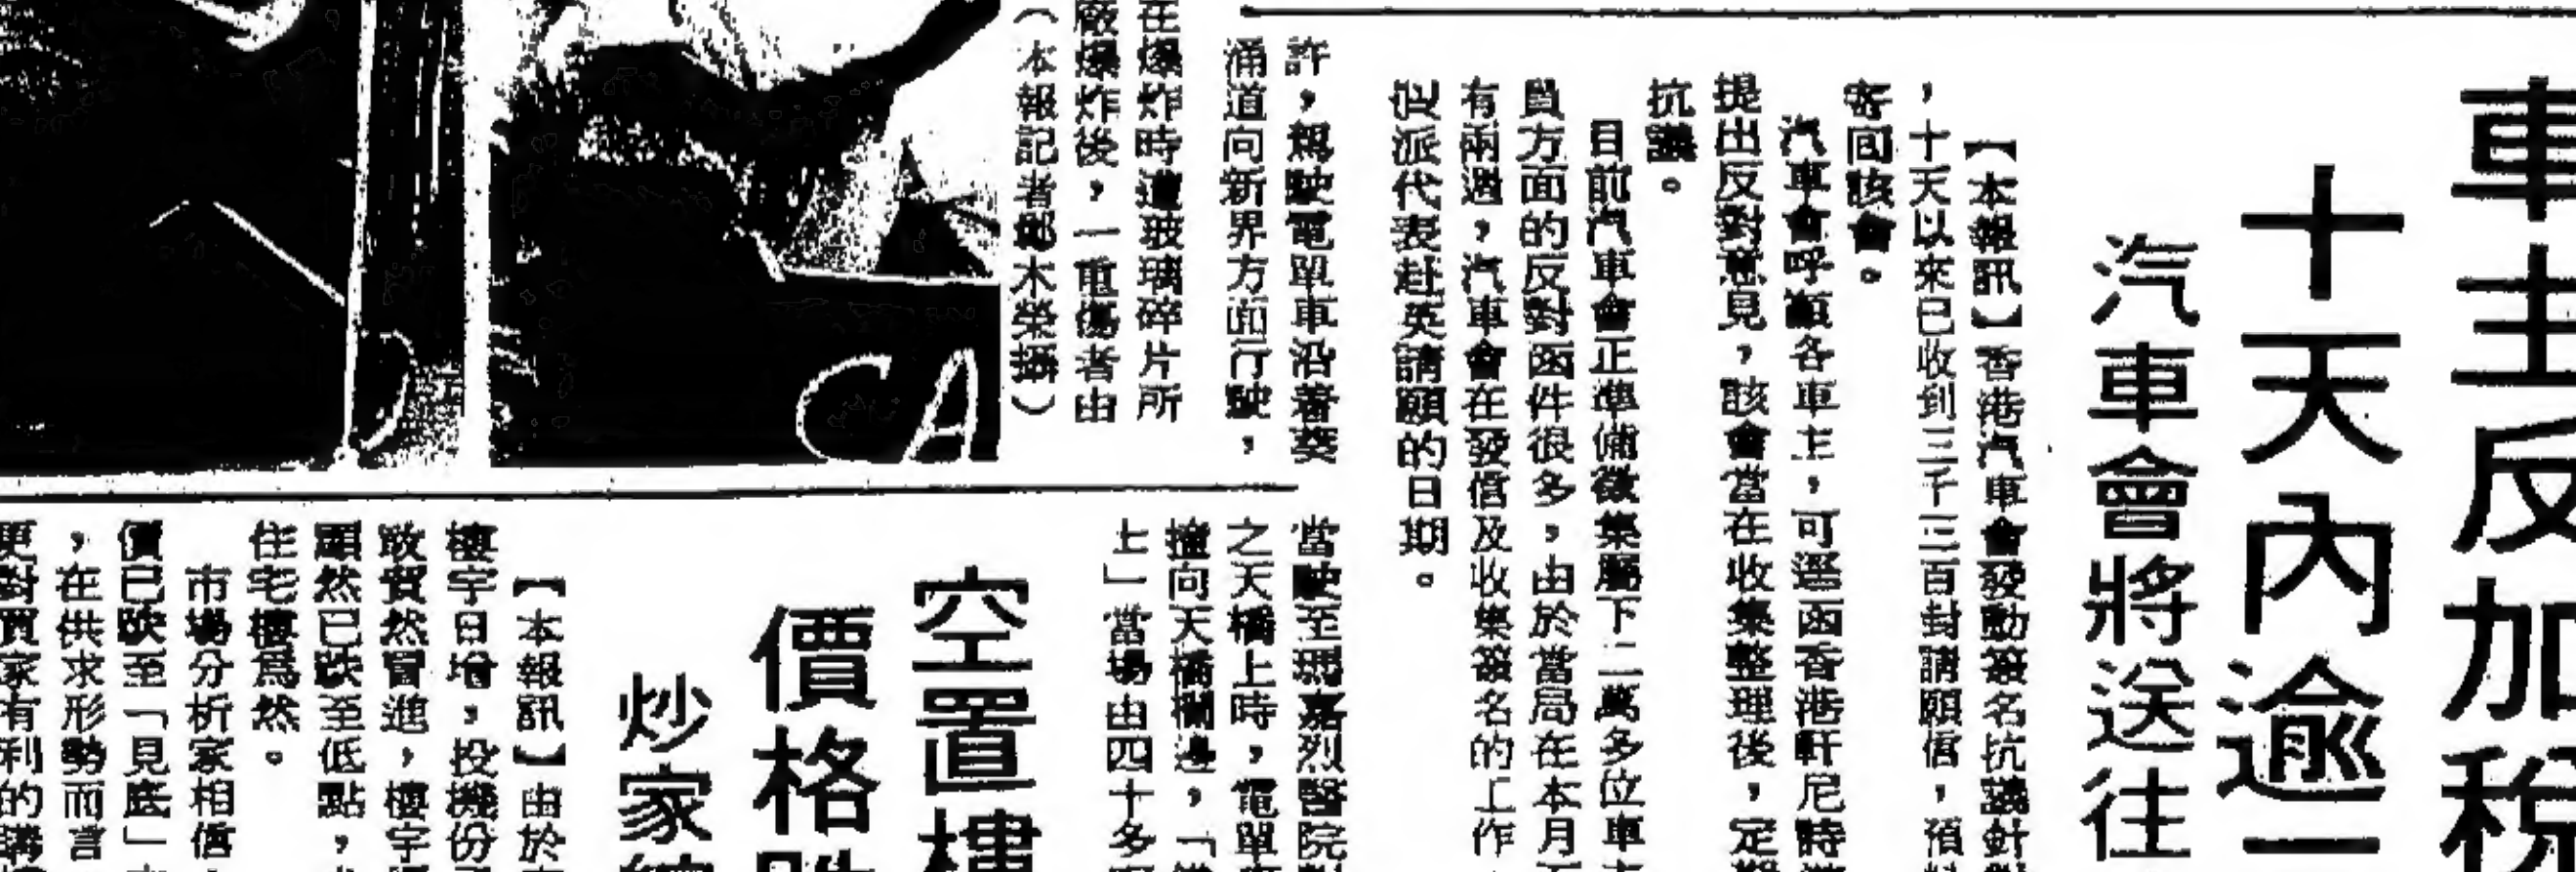 車主反加稅
十天內逾
汽車會將送往
【本報訊】香港汽車會發動簽名抗議針
，十天以來已收到三千三百封請願信，預
寄回該會。
汽車會呼籲各車主，可逕函香港軒尼詩
提出反對意見，該會當在收集整理後，定
抗議。
目前汽車會正準備徵集屬下二萬多位車
員方面的反對函件很多，由於當局在本月
有兩週，汽車會在發信及收集簽名的工作
派代表赴英請願的日期。
許，駕駛電單車沿著
涌道向新界方面行駛，
在爆炸時遭玻璃碎片所
廠爆炸後，一重傷者由
（本報記者鄭木榮攝）
當駛至瑪嘉烈醫院
之天橋上時，電單
撞向天橋欄邊，「
上」當場由四十多
空置樓
價格
炒家
【本報訊】由於
樓宇日增，投機份
敢貿然冒進，樓宇
顯然已跌至低點，
住宅樓爲然。
市場分析家相信
價已跌至「見底」
，在供求形勢而言
更對買家有利的